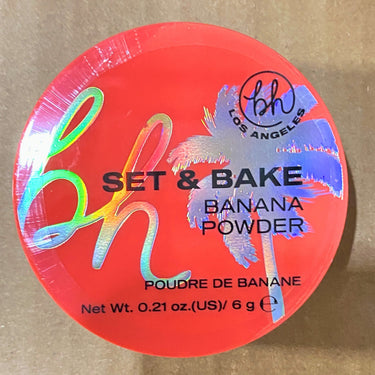 bh
LOS ANGELES
bh
SET & BAKE
BANANA
POWDER
POUDRE DE BANANE
Net Wt. 0.21 oz.(US)/ 6 g ℮